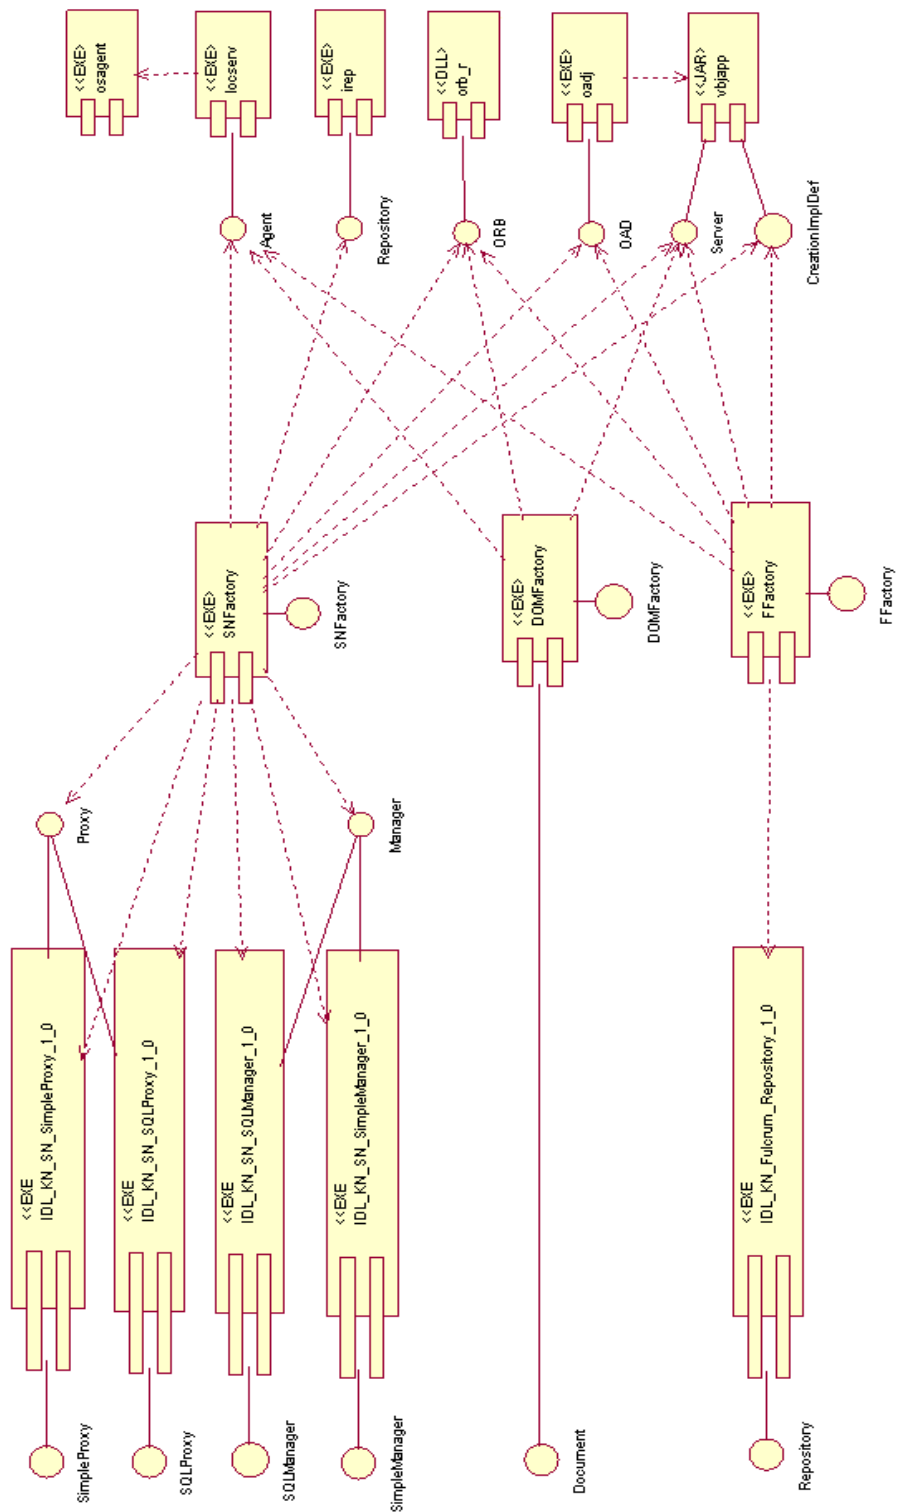 <<EXE>
osagent
<<EXE>
locserv
<<EXE>
irep
<<DLL>
orb_r
<<EXE>
oadj
<<JAR>
vbjapp
Agent
Repository
ORB
OAD
Server
CreationImplDef
<<EXE>
SNFactory
SNFactory
<<EXE>
DOMFactory
DOMFactory
<<EXE>
FFactory
FFactory
Proxy
Manager
<<EXE
IDL_KN_SN_SimpleProxy_1_0
<<EXE
IDL_KN_SN_SQLProxy_1_0
<<EXE
IDL_KN_SN_SQLManager_1_0
<<EXE
IDL_KN_SN_SimpleManager_1_0
<<EXE
IDL_KN_Fulcrum_Repository_1_0
SimpleProxy
SQLProxy
SQLManager
SimpleManager
Document
Repository